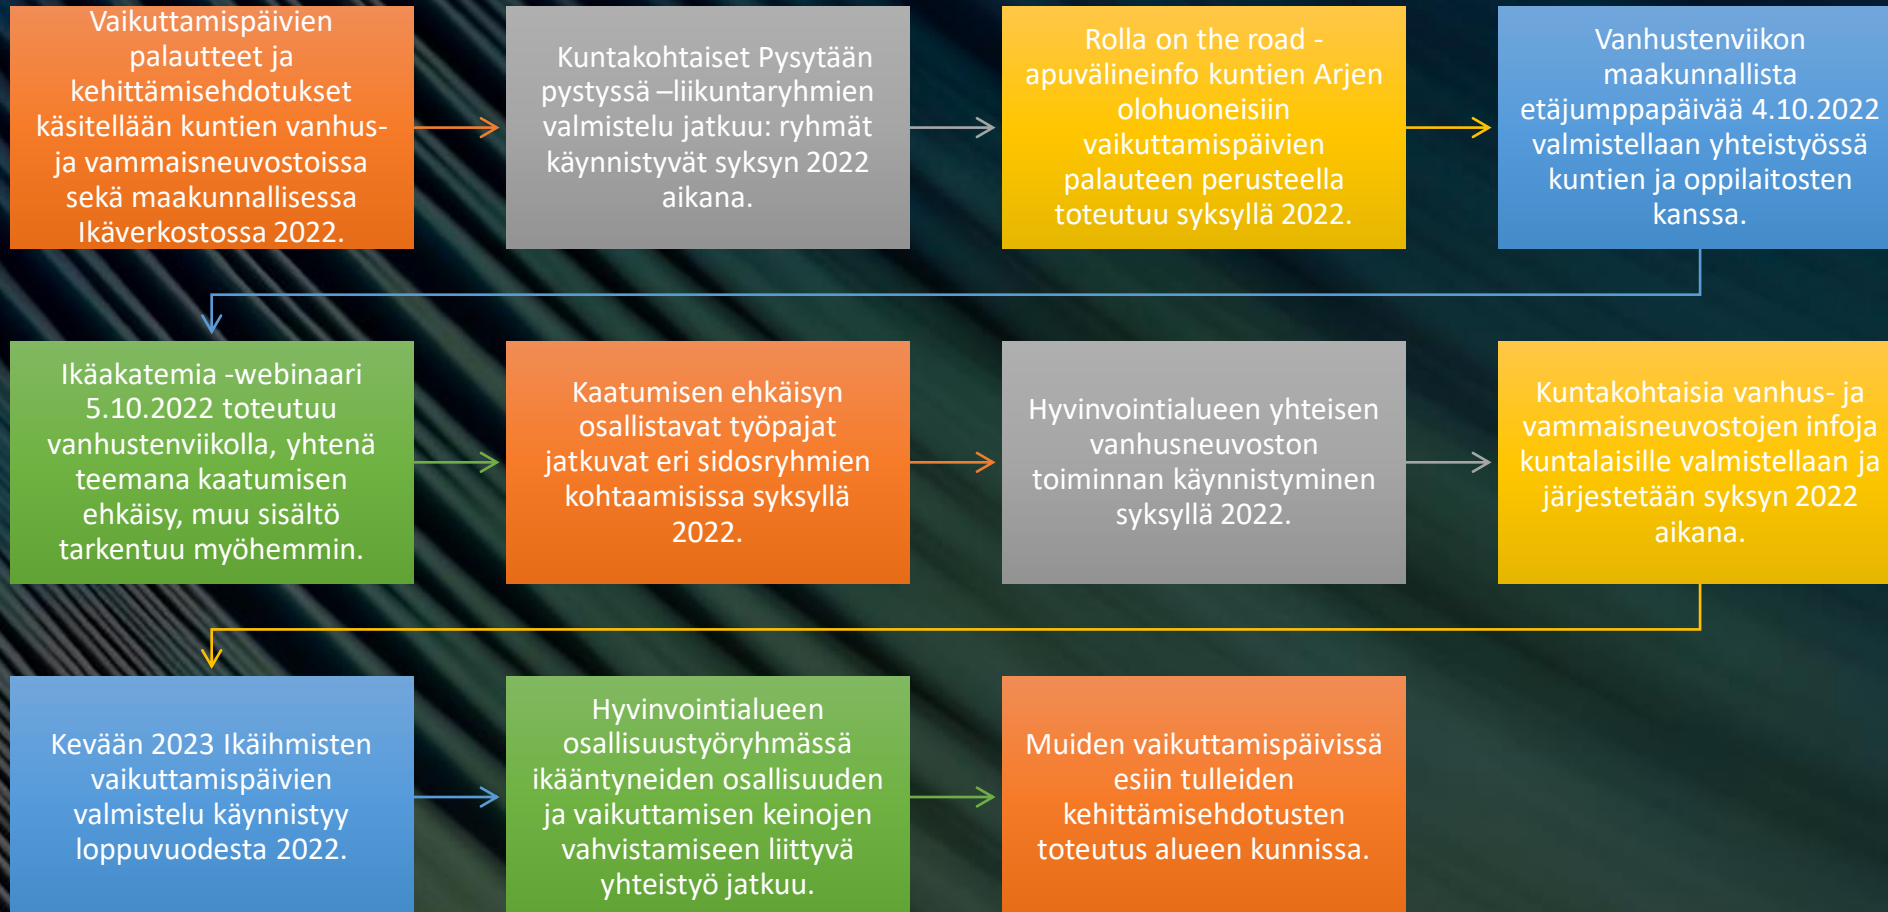 Vaikuttamispäivien
palautteet ja
kehittämisehdotukset
käsitellään kuntien vanhus-
ja vammaisneuvostoissa
sekä maakunnallisessa
Ikäverkostossa 2022.
Kuntakohtaiset Pysytään
pystyssä –liikuntaryhmien
valmistelu jatkuu: ryhmät
käynnistyvät syksyn 2022
aikana.
Rolla on the road -
apuvälineinfo kuntien Arjen
olohuoneisiin
vaikuttamispäivien
palauteen perusteella
toteutuu syksyllä 2022.
Vanhustenviikon
maakunnallista
etäjumppapäivää 4.10.2022
valmistellaan yhteistyössä
kuntien ja oppilaitosten
kanssa.
Ikäakatemia -webinaari
5.10.2022 toteutuu
vanhustenviikolla, yhtenä
teemana kaatumisen
ehkäisy, muu sisältö
tarkentuu myöhemmin.
Kaatumisen ehkäisyn
osallistavat työpajat
jatkuvat eri sidosryhmien
kohtaamisissa syksyllä
2022.
Hyvinvointialueen yhteisen
vanhusneuvoston
toiminnan käynnistyminen
syksyllä 2022.
Kuntakohtaisia vanhus- ja
vammaisneuvostojen infoja
kuntalaisille valmistellaan ja
järjestetään syksyn 2022
aikana.
Kevään 2023 Ikäihmisten
vaikuttamispäivien
valmistelu käynnistyy
loppuvuodesta 2022.
Hyvinvointialueen
osallisuustyöryhmässä
ikääntyneiden osallisuuden
ja vaikuttamisen keinojen
vahvistamiseen liittyvä
yhteistyö jatkuu.
Muiden vaikuttamispäivissä
esiin tulleiden
kehittämisehdotusten
toteutus alueen kunnissa.